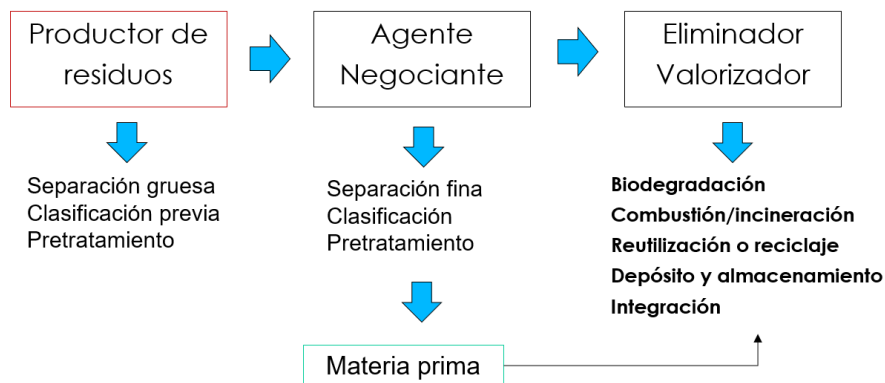 Productor de
residuos
Agente
Negociante
Eliminador
Valorizador
Separación gruesa
Clasificación previa
Pretratamiento
Separación fina
Clasificación
Pretratamiento
Biodegradación
Combustión/incineración
Reutilización o reciclaje
Depósito y almacenamiento
Integración
Materia prima